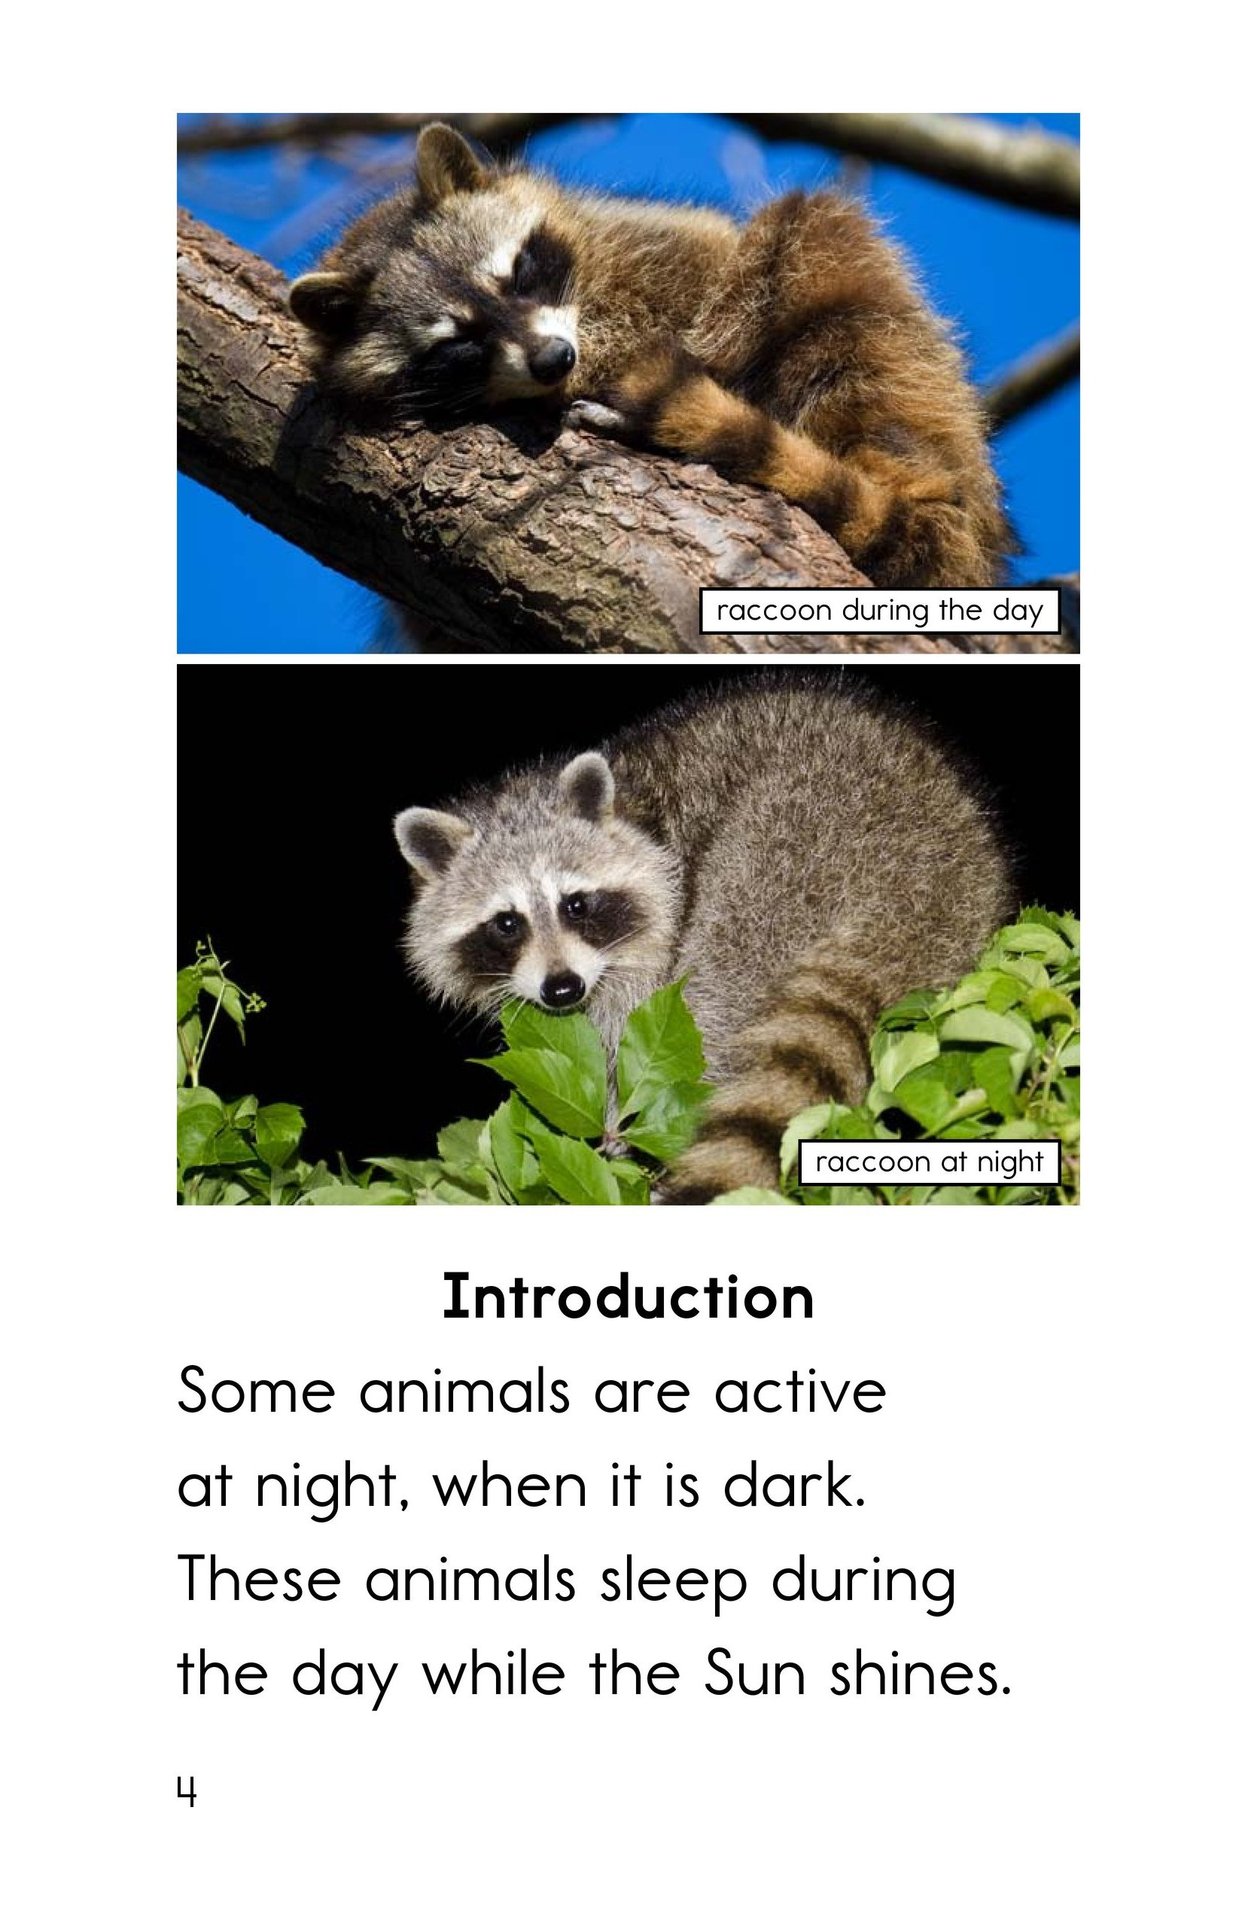 raccoon during the day
raccoon at night
Introduction
Some animals are active
at night, when it is dark.
These animals sleep during
the day while the Sun shines.
4